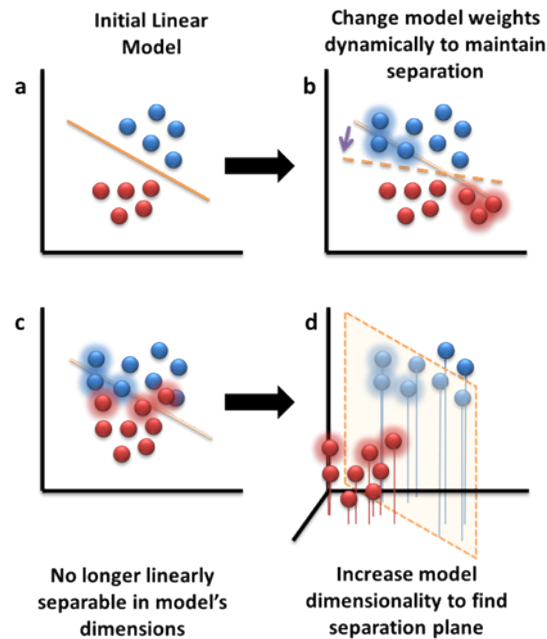 Initial Linear
Model
Change model weights
dynamically to maintain
separation
a
b
c
d
No longer linearly
separable in model's
dimensions
Increase model
dimensionality to find
separation plane